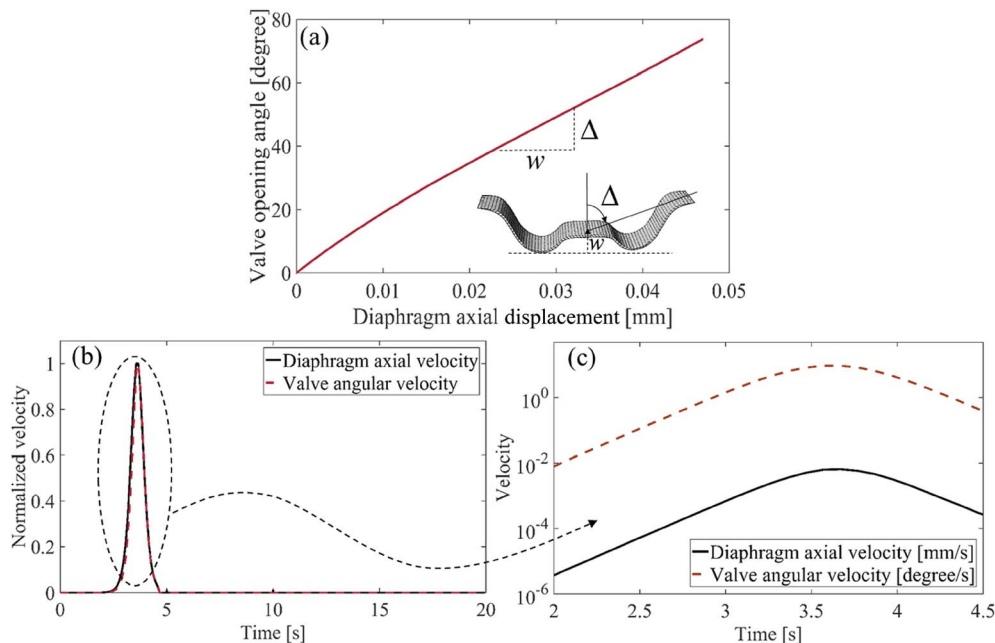 (a)
Valve opening angle [degree]
80
60
40
20
0
Δ
w
Δ
w
0
0.01
0.02
0.03
0.04
0.05
Diaphragm axial displacement [mm]
(b)
Diaphragm axial velocity
Valve angular velocity
Normalized velocity
1
0.8
0.6
0.4
0.2
0
0
5
10
15
20
Time [s]
(c)
Velocity
10^0
10^-2
10^-4
10^-6
Diaphragm axial velocity [mm/s]
Valve angular velocity [degree/s]
2
2.5
3
3.5
4
4.5
Time [s]